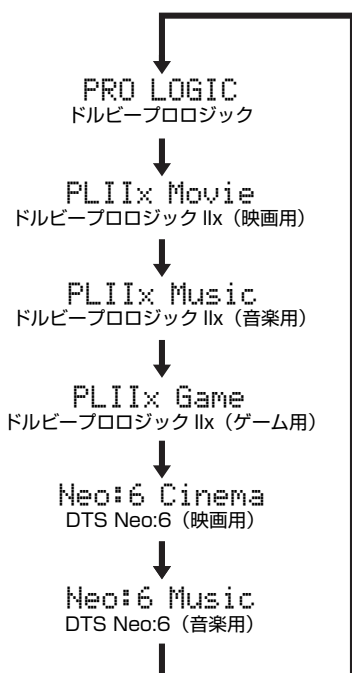 PRO LOGIC
ドルビープロロジック
PLIIx Movie
ドルビープロロジック IIx（映画用）
PLIIx Music
ドルビープロロジック IIx（音楽用）
PLIIx Game
ドルビープロロジック IIx（ゲーム用）
Neo:6 Cinema
DTS Neo:6（映画用）
Neo:6 Music
DTS Neo:6（音楽用）